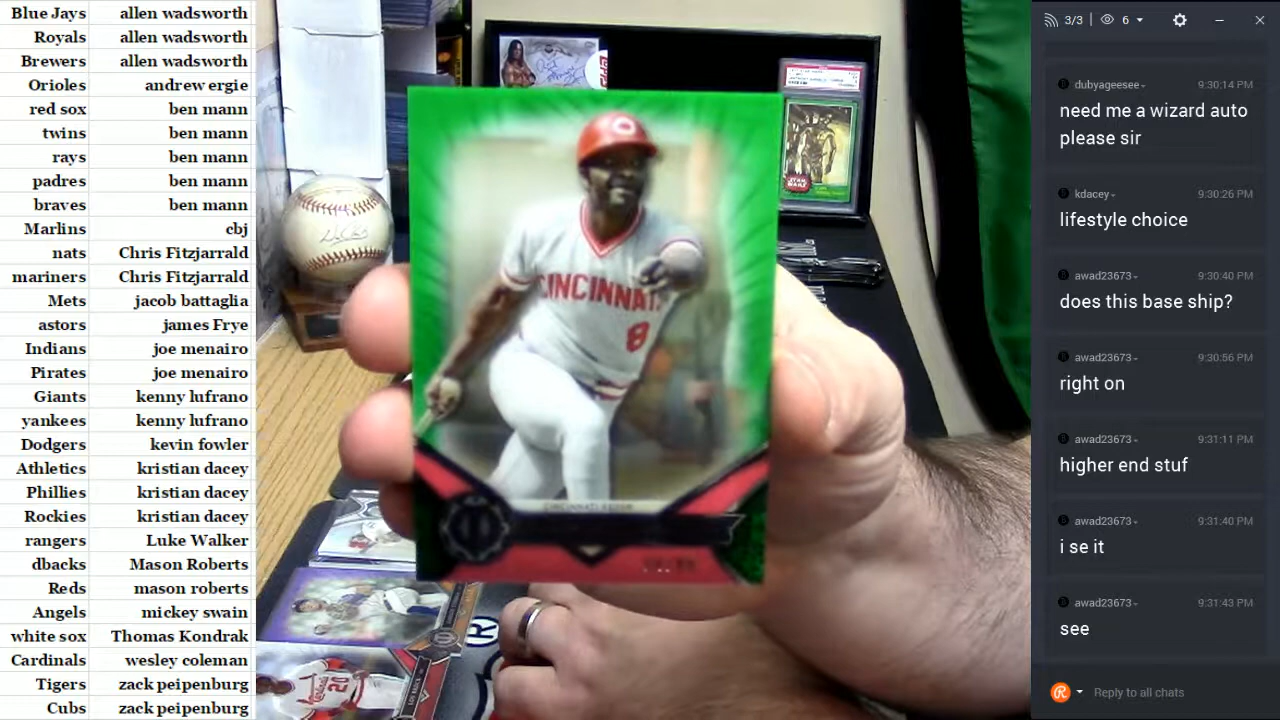 Blue Jays allen wadsworth
Royals allen wadsworth
Brewers allen wadsworth
Orioles andrew ergie
red sox ben mann
twins ben mann
rays ben mann
padres ben mann
braves ben mann
Marlins cbj
nats Chris Fitzjarrald
mariners Chris Fitzjarrald
Mets jacob battaglia
astors james Frye
Indians joe menairo
Pirates joe menairo
Giants kenny lufrano
yankees kenny lufrano
Dodgers kevin fowler
Athletics kristian dacey
Phillies kristian dacey
Rockies kristian dacey
rangers Luke Walker
dbacks Mason Roberts
Reds mason roberts
Angels mickey swain
white sox Thomas Kondrak
Cardinals wesley coleman
Tigers zack peipenburg
Cubs zack peipenburg
STAR WARS
CINCINNATI
8
CINCINNATI REDS
20
R
3/3 6
dubyageesee 9:30:14 PM
need me a wizard auto
please sir
kdacey 9:30:26 PM
lifestyle choice
awad23673 9:30:40 PM
does this base ship?
awad23673 9:30:56 PM
right on
awad23673 9:31:11 PM
higher end stuf
awad23673 9:31:40 PM
i se it
awad23673 9:31:43 PM
see
Reply to all chats